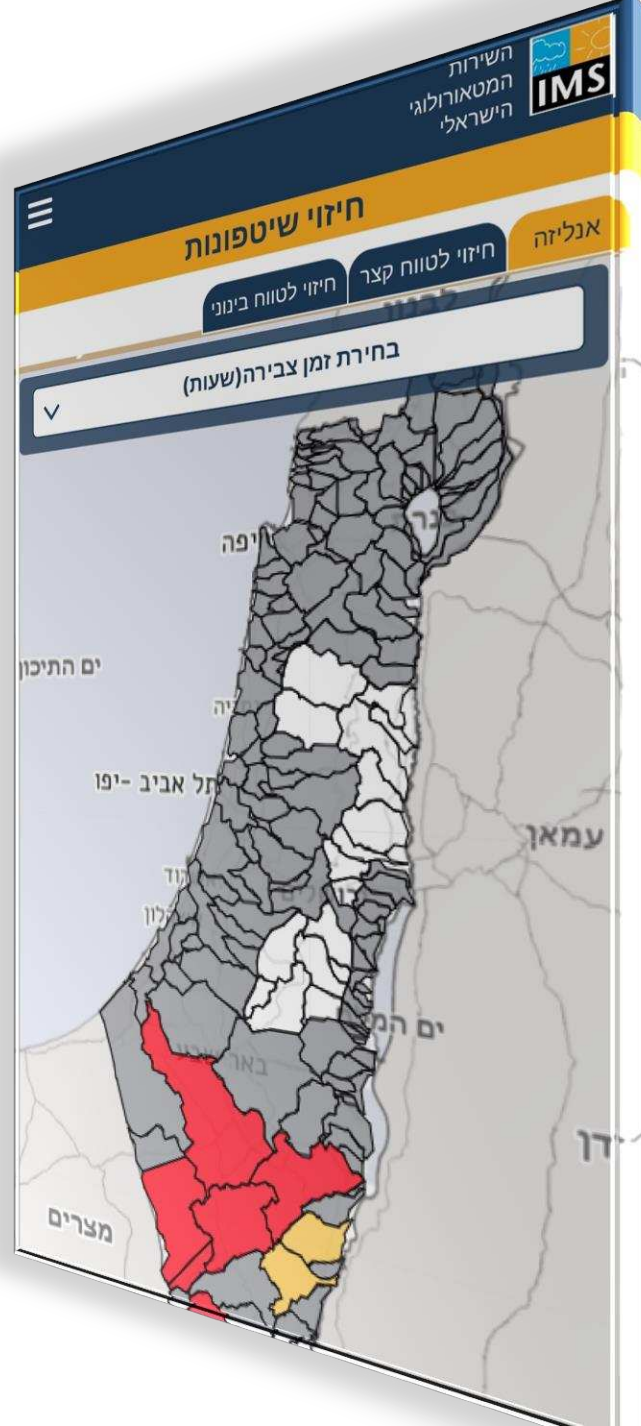 השירות
המטאורולוגי
הישראלי
IMS
חיזוי שיטפונות
אנליזה
חיזוי לטווח קצר
חיזוי לטווח בינוני
בחירת זמן צבירה(שעות)
לבנון
ים התיכון
תל אביב -יפו
עמאן
באר שבע
מצרים